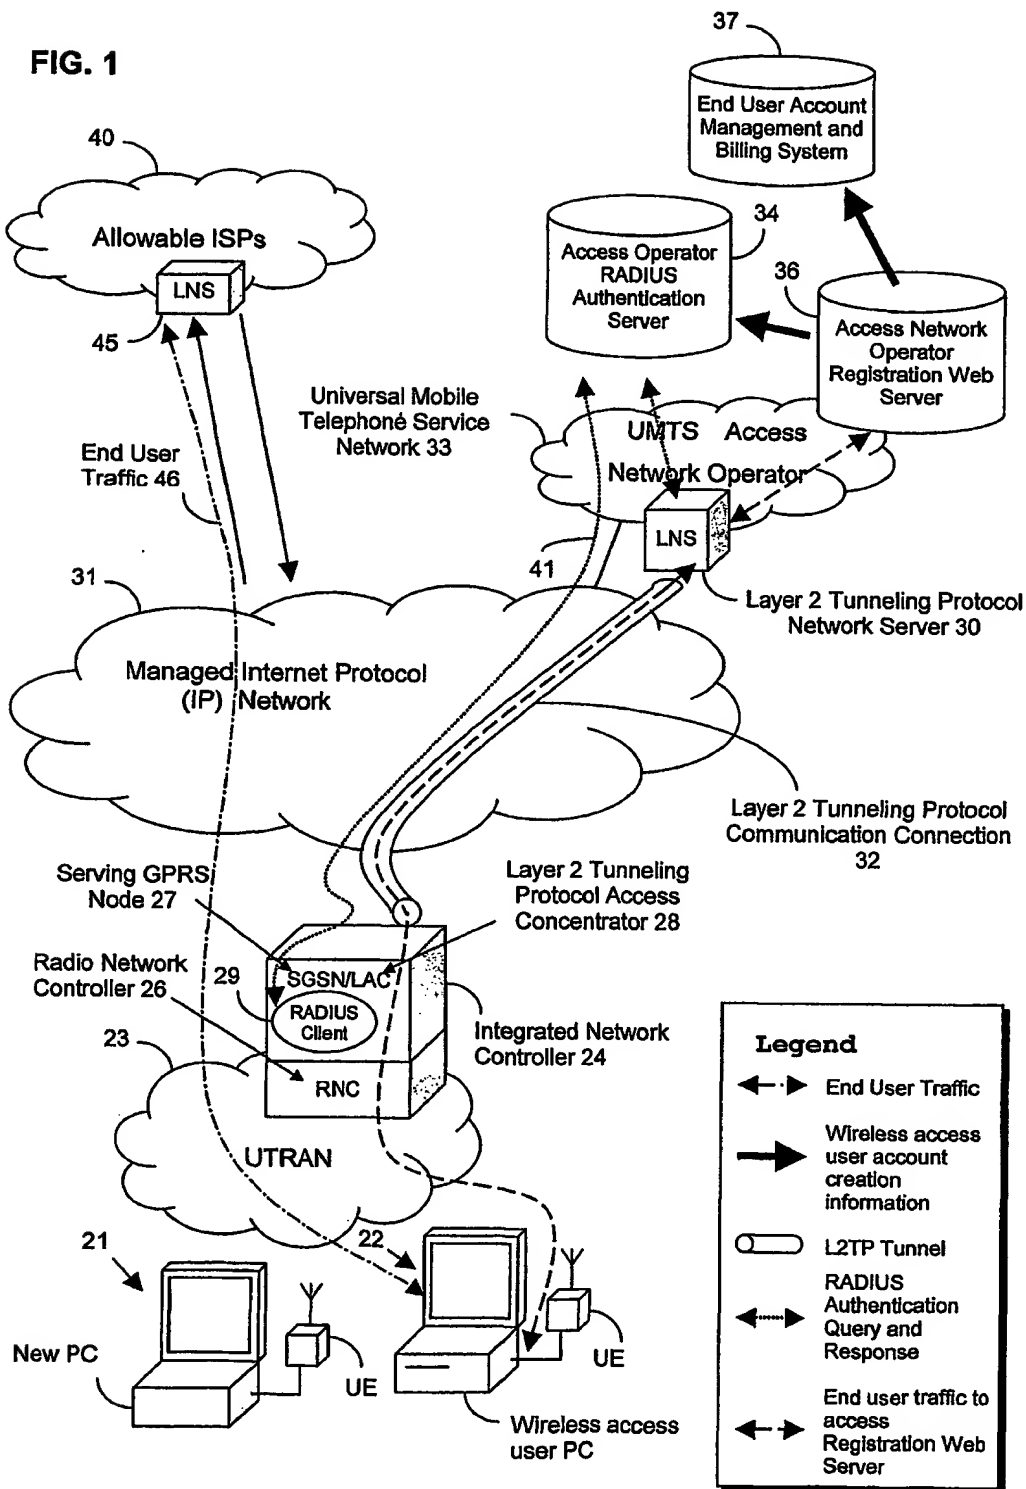 FIG. 1
37
End User Account
Management and
Billing System
40
Allowable ISPs
LNS
45
34
Access Operator
RADIUS
Authentication
Server
36
Access Network
Operator
Registration Web
Server
Universal Mobile
Telephone Service
Network 33
UMTS Access
Network Operator
LNS
End User
Traffic 46
41
Layer 2 Tunneling Protocol
Network Server 30
31
Managed Internet Protocol
(IP) Network
Layer 2 Tunneling Protocol
Communication Connection
32
Serving GPRS
Node 27
Layer 2 Tunneling
Protocol Access
Concentrator 28
Radio Network
Controller 26
29
SGSN/LAC
RADIUS
Client
Integrated Network
Controller 24
23
RNC
UTRAN
21
22
New PC
UE
UE
Wireless access
user PC
Legend
End User Traffic
Wireless access
user account
creation
information
L2TP Tunnel
RADIUS
Authentication
Query and
Response
End user traffic to
access
Registration Web
Server